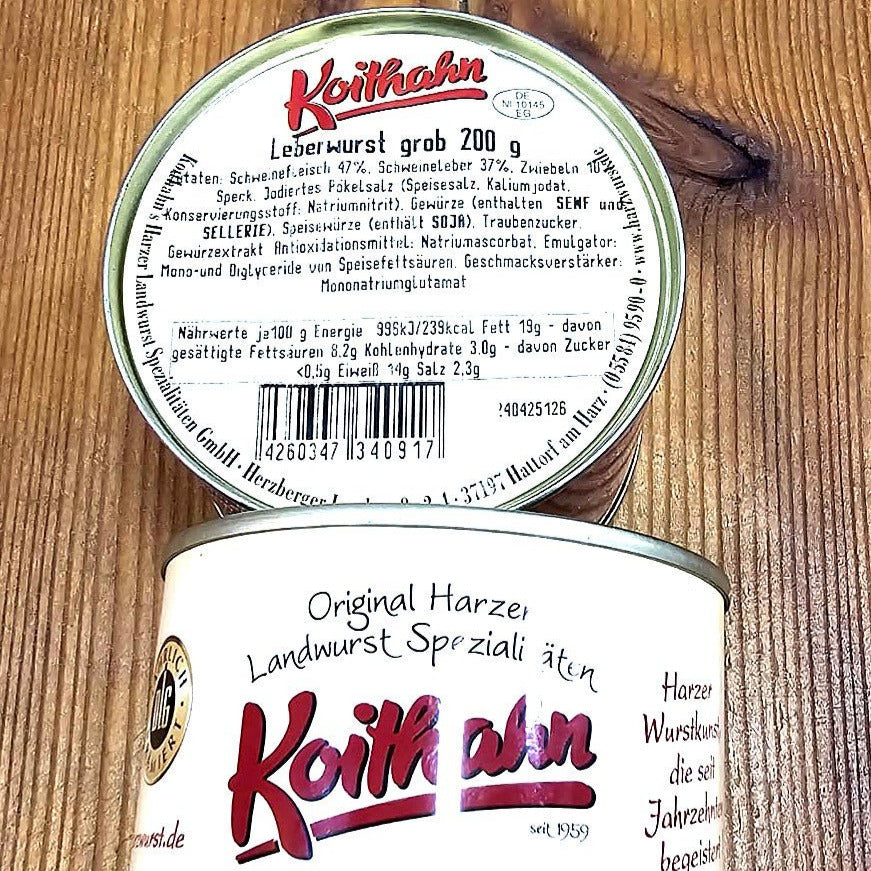 Koithahn
DE
NI 10145
EG
Leberwurst grob 200 g
Schweinefleisch 47%, Schweineleber 37%, Zwiebeln 10%,
Speck, Jodiertes Pökelsalz (Speisesalz, Kaliumjodat,
Konservierungsstoff: Natriumnitrit), Gewürze (enthalten SENF und
SELLERIE), Speisewürze (enthält SOJA), Traubenzucker,
Gewürzextrakt Antioxidationsmittel: Natriumascorbat, Emulgator:
Mono-und Diglyceride von Speisefettsäuren, Geschmacksverstärker:
Mononatriumglutamat
Nährwerte je100 g Energie 996kJ/239kcal Fett 19g - davon
gesättigte Fettsäuren 8,2g Kohlenhydrate 3,0g - davon Zucker
<0,5g Eiweiß 14g Salz 2,3g
240425126
4260347 340917
Koithahn's Harzer Landwurst Spezialitäten GmbH · Herzberger 37197 Hattorf am Harz · (05584) 9590-0 ·
Original Harzer
Landwurst Spezialitäten
Koithahn
seit 1959
DLG
wurst.de
Harzer
Wurstkunst,
die seit
Jahrzehnten
begeistert